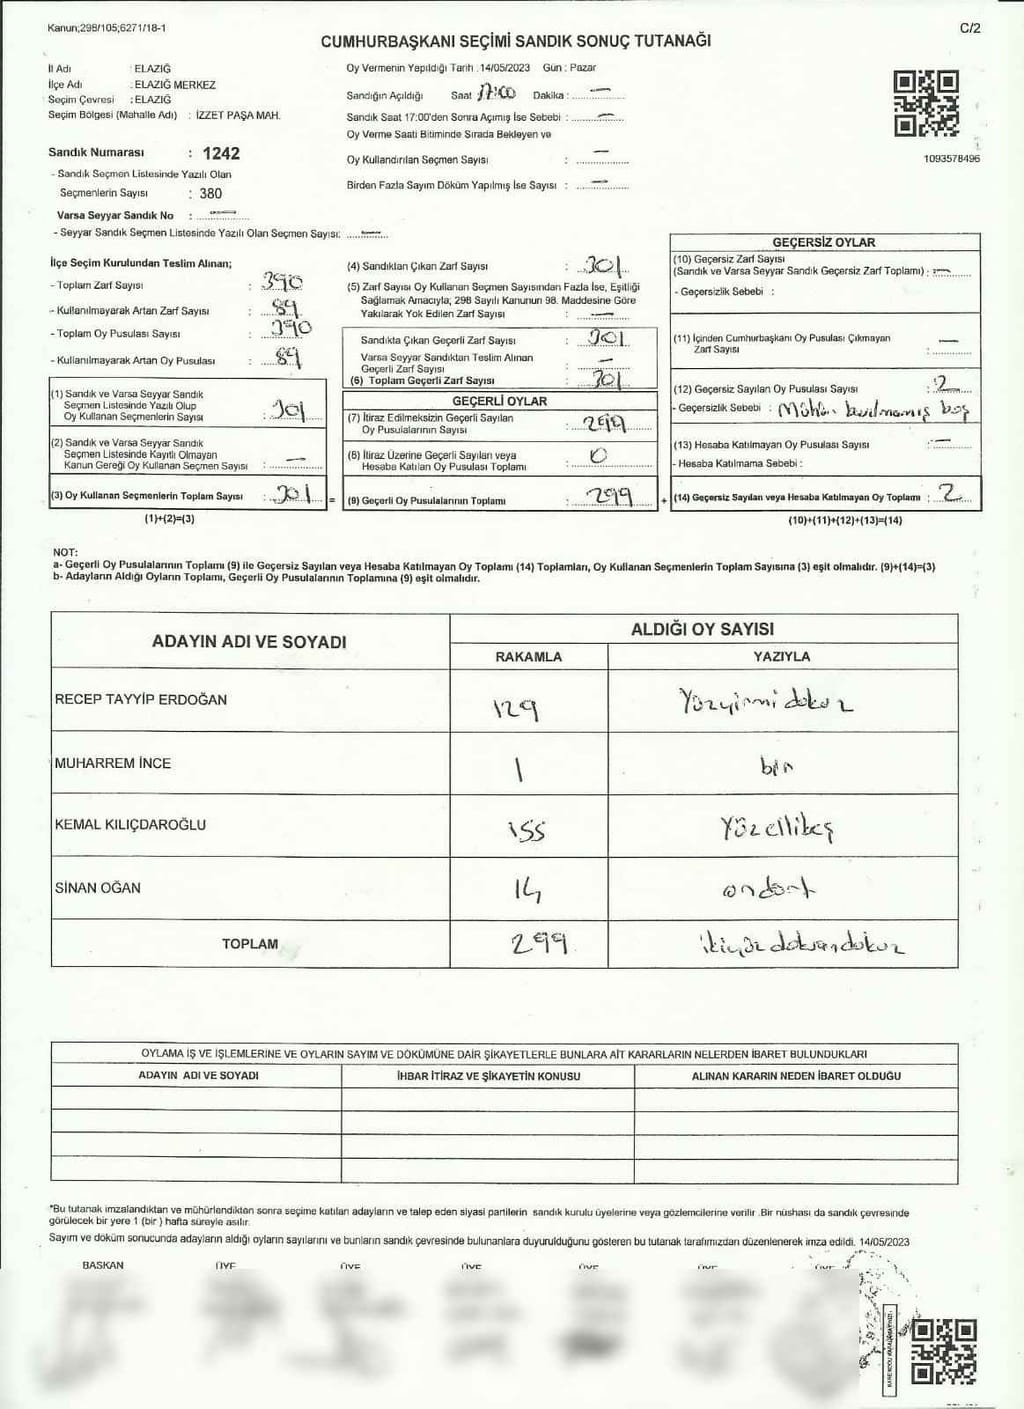 Kanun;298/105;6271/18-1
C/2
CUMHURBAŞKANI SEÇİMİ SANDIK SONUÇ TUTANAĞI
İl Adı : ELAZIĞ
İlçe Adı : ELAZIĞ MERKEZ
Seçim Çevresi : ELAZIĞ
Seçim Bölgesi (Mahalle Adı) : İZZET PAŞA MAH.
Sandık Numarası : 1242
- Sandık Seçmen Listesinde Yazılı Olan
Seçmenlerin Sayısı : 380
Varsa Seyyar Sandık No : —
- Seyyar Sandık Seçmen Listesinde Yazılı Olan Seçmen Sayısı: —
Oy Vermenin Yapıldığı Tarih :14/05/2023 Gün : Pazar
Sandığın Açıldığı Saat 17:00 Dakika : —
Sandık Saat 17:00'den Sonra Açımış İse Sebebi : —
Oy Verme Saati Bitiminde Sırada Bekleyen ve
Oy Kullandırılan Seçmen Sayısı : —
Birden Fazla Sayım Döküm Yapılmış İse Sayısı : —
1093578496
İlçe Seçim Kurulundan Teslim Alınan;
- Toplam Zarf Sayısı : 390
- Kullanılmayarak Artan Zarf Sayısı : 89
- Toplam Oy Pusulası Sayısı : 390
- Kullanılmayarak Artan Oy Pusulası : 89
(1) Sandık ve Varsa Seyyar Sandık
Seçmen Listesinde Yazılı Olup
Oy Kullanan Seçmenlerin Sayısı : 301
(2) Sandık ve Varsa Seyyar Sandık
Seçmen Listesinde Kayıtlı Olmayan
Kanun Gereği Oy Kullanan Seçmen Sayısı : —
(3) Oy Kullanan Seçmenlerin Toplam Sayısı : 301 =
(1)+(2)=(3)
(4) Sandıktan Çıkan Zarf Sayısı : 301
(5) Zarf Sayısı Oy Kullanan Seçmen Sayısından Fazla İse, Eşitliği
Sağlamak Amacıyla; 298 Sayılı Kanunun 98. Maddesine Göre
Yakılarak Yok Edilen Zarf Sayısı : —
Sandıkta Çıkan Geçerli Zarf Sayısı : 301
Varsa Seyyar Sandıktan Teslim Alınan
Geçerli Zarf Sayısı : —
(6) Toplam Geçerli Zarf Sayısı : 301
GEÇERLİ OYLAR
(7) İtiraz Edilmeksizin Geçerli Sayılan
Oy Pusulalarının Sayısı : 299
(8) İtiraz Üzerine Geçerli Sayılan veya
Hesaba Katılan Oy Pusulası Toplamı : 0
(9) Geçerli Oy Pusulalarının Toplamı : 299 +
GEÇERSİZ OYLAR
(10) Geçersiz Zarf Sayısı
(Sandık ve Varsa Seyyar Sandık Geçersiz Zarf Toplamı) : —
- Geçersizlik Sebebi :
(11) İçinden Cumhurbaşkanı Oy Pusulası Çıkmayan
Zarf Sayısı : —
(12) Geçersiz Sayılan Oy Pusulası Sayısı : 2
- Geçersizlik Sebebi : Mühür basılmamış boş
(13) Hesaba Katılmayan Oy Pusulası Sayısı : —
- Hesaba Katılmama Sebebi :
(14) Geçersiz Sayılan veya Hesaba Katılmayan Oy Toplamı : 2
(10)+(11)+(12)+(13)=(14)
NOT:
a- Geçerli Oy Pusulalarının Toplamı (9) ile Geçersiz Sayılan veya Hesaba Katılmayan Oy Toplamı (14) Toplamları, Oy Kullanan Seçmenlerin Toplam Sayısına (3) eşit olmalıdır. (9)+(14)=(3)
b- Adayların Aldığı Oyların Toplamı, Geçerli Oy Pusulalarının Toplamına (9) eşit olmalıdır.
ADAYIN ADI VE SOYADI
ALDIĞI OY SAYISI
RAKAMLA YAZIYLA
RECEP TAYYİP ERDOĞAN 129 Yüzyirmi dokuz
MUHARREM İNCE 1 bir
KEMAL KILIÇDAROĞLU 155 Yüzellibeş
SİNAN OĞAN 14 ondört
TOPLAM 299 ikiyüz doksandokuz
OYLAMA İŞ VE İŞLEMLERİNE VE OYLARIN SAYIM VE DÖKÜMÜNE DAİR ŞİKAYETLERLE BUNLARA AİT KARARLARIN NELERDEN İBARET BULUNDUKLARI
ADAYIN ADI VE SOYADI İHBAR İTİRAZ VE ŞİKAYETİN KONUSU ALINAN KARARIN NEDEN İBARET OLDUĞU
*Bu tutanak imzalandıktan ve mühürlendikten sonra seçime katılan adayların ve talep eden siyasi partilerin sandık kurulu üyelerine veya gözlemcilerine verilir .Bir nüshası da sandık çevresinde
görülecek bir yere 1 (bir ) hafta süreyle asılır.
Sayım ve döküm sonucunda adayların aldığı oyların sayılarını ve bunların sandık çevresinde bulunanlara duyurulduğunu gösteren bu tutanak tarafımızdan düzenlenerek imza edildi. 14/05/2023
BAŞKAN ÜYE ÜYE ÜYE ÜYE ÜYE ÜYE